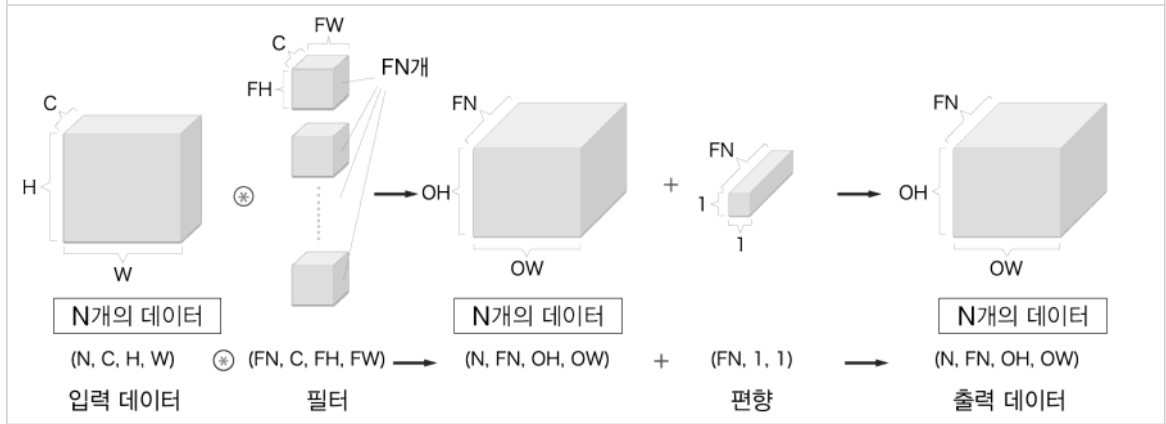 FW
C
FH
FN개
C
H
W
FN
OH
OW
+
FN
1
1
FN
OH
OW
N개의 데이터
N개의 데이터
N개의 데이터
(N, C, H, W) ⊛ (FN, C, FH, FW) → (N, FN, OH, OW) + (FN, 1, 1) → (N, FN, OH, OW)
입력 데이터 필터 편향 출력 데이터